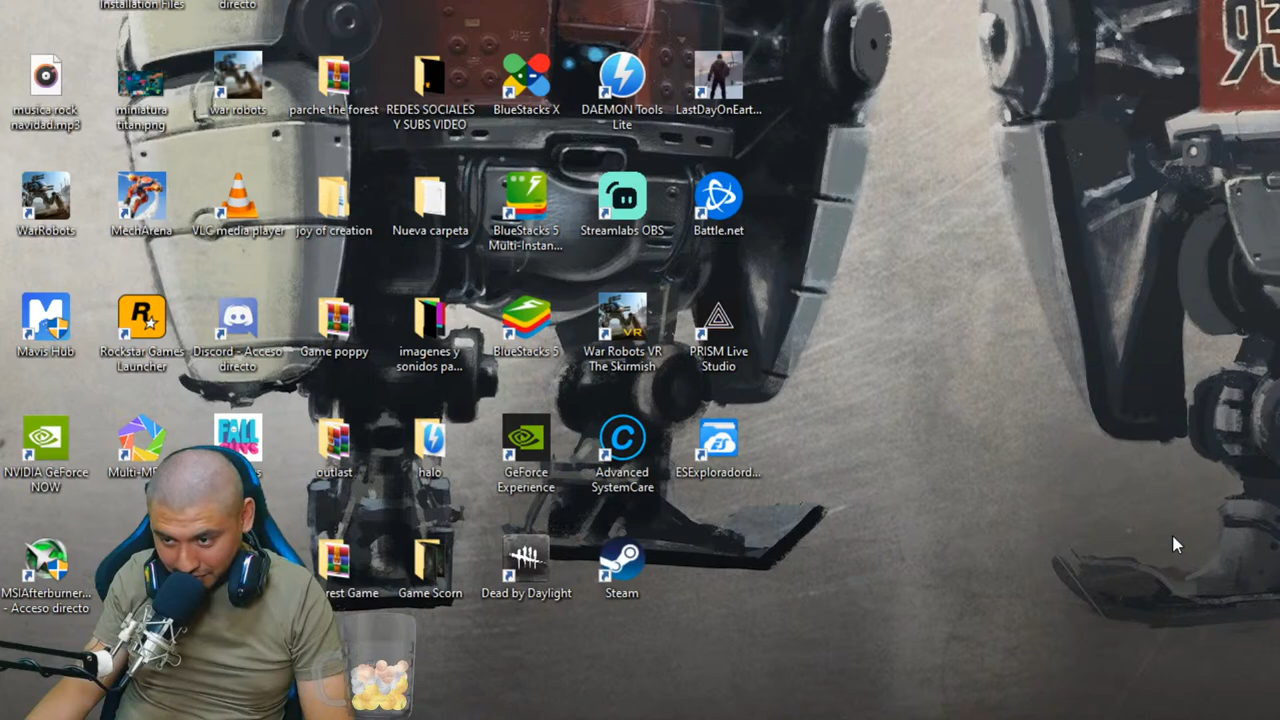 Installation Files
directo
musica rock
navidad.mp3
miniatura
titan.png
war robots
parche the forest
REDES SOCIALES
Y SUBS VIDEO
BlueStacks X
DAEMON Tools
Lite
LastDayOnEart...
WarRobots
MechArena
VLC media player
joy of creation
Nueva carpeta
BlueStacks 5
Multi-Instan...
Streamlabs OBS
Battle.net
Mavis Hub
Rockstar Games
Launcher
Discord - Acceso
directo
Game poppy
imagenes y
sonidos pa...
BlueStacks 5
VR
War Robots VR
The Skirmish
PRISM Live
Studio
FALL
NVIDIA GeForce
NOW
outlast
halo
GeForce
Experience
Advanced
SystemCare
ESExploradord...
MSIAfterburner...
- Acceso directo
Game Scorn
Dead by Daylight
Steam